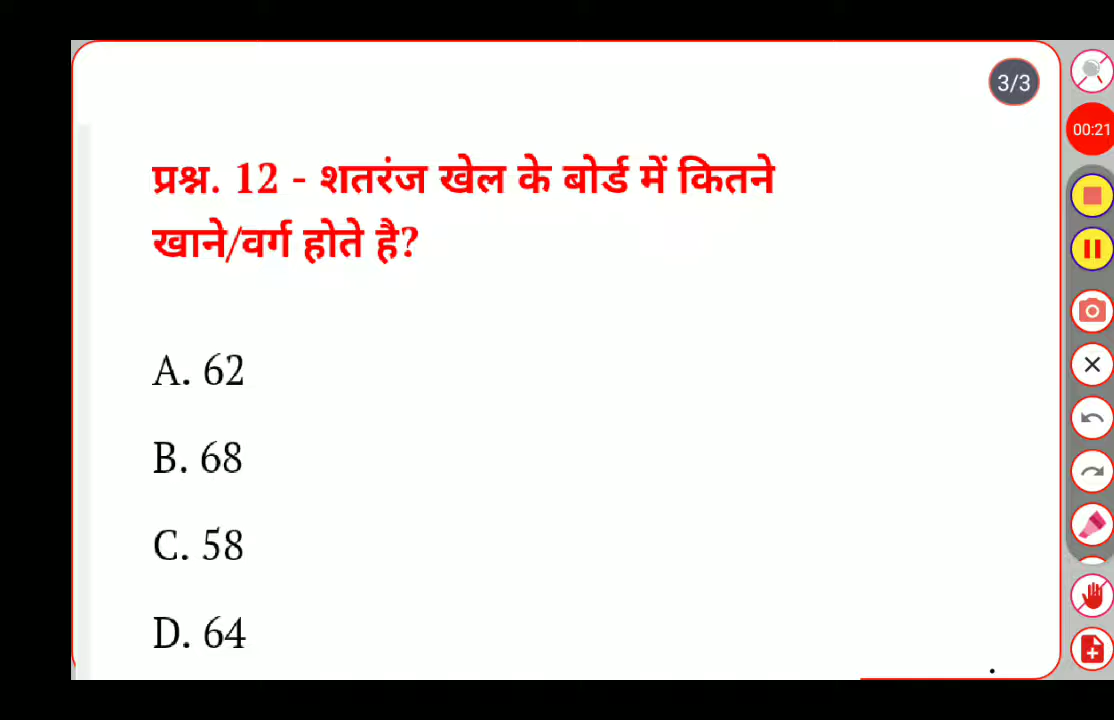 3/3
00:21
प्रश्न. 12 - शतरंज खेल के बोर्ड में कितने
खाने/वर्ग होते है?
A. 62
B. 68
C. 58
D. 64